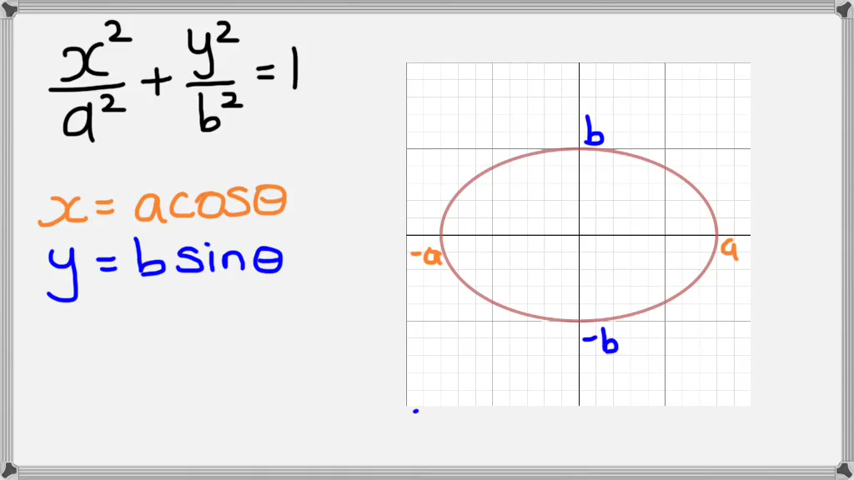 x²/a² + y²/b² = 1
x = acosθ
y = bsinθ
b
-a
a
-b